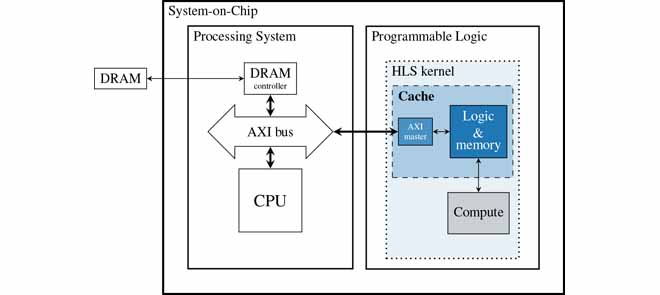 System-on-Chip
Processing System
Programmable Logic
DRAM
DRAM
controller
AXI bus
CPU
HLS kernel
Cache
AXI
master
Logic
&
memory
Compute